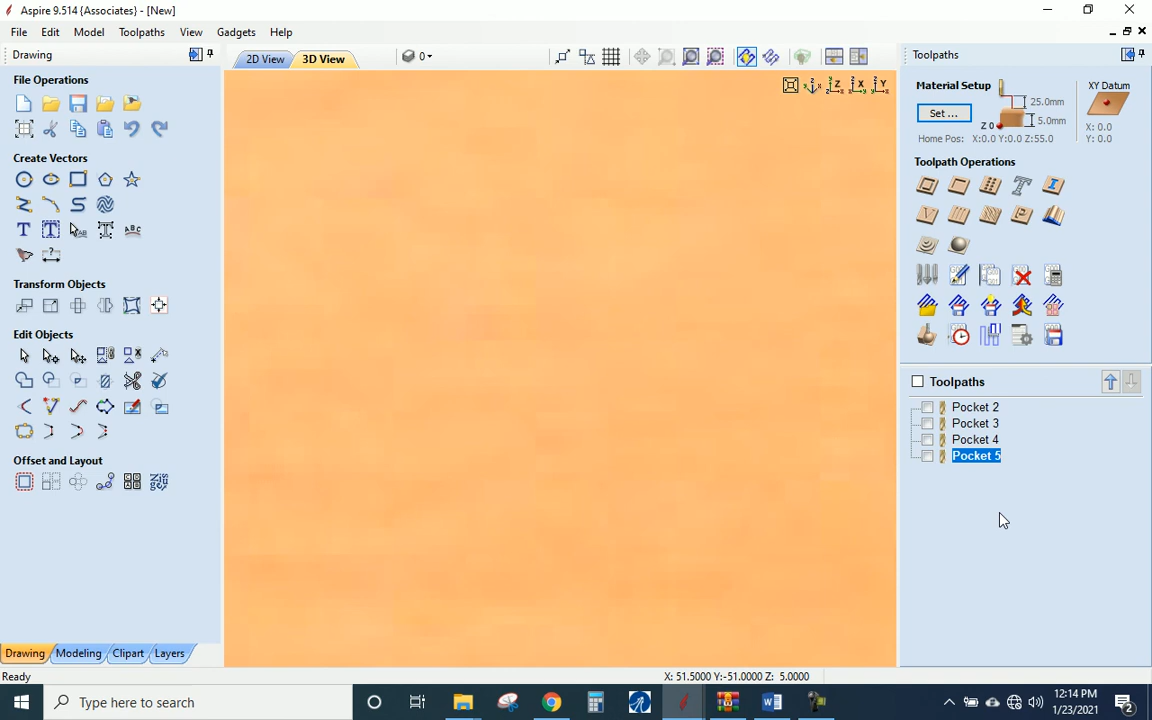 Aspire 9.514 {Associates} - [New]
File Edit Model Toolpaths View Gadgets Help
Drawing
2D View 3D View
0
Toolpaths
File Operations
Create Vectors
Transform Objects
Edit Objects
Offset and Layout
Material Setup
Set ...
25.0mm
5.0mm
Z 0
XY Datum
X: 0.0
Y: 0.0
Home Pos: X:0.0 Y:0.0 Z:55.0
Toolpath Operations
Toolpaths
Pocket 2
Pocket 3
Pocket 4
Pocket 5
Drawing Modeling Clipart Layers
Ready
X: 51.5000 Y:-51.0000 Z: 5.0000
Type here to search
12:14 PM
1/23/2021
2